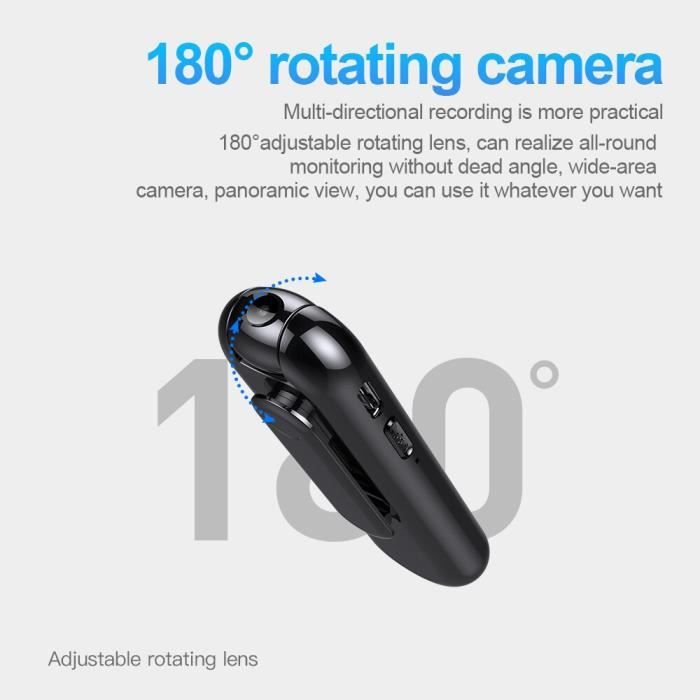 180° rotating camera
Multi-directional recording is more practical
180°adjustable rotating lens, can realize all-round
monitoring without dead angle, wide-area
camera, panoramic view, you can use it whatever you want
180°
Adjustable rotating lens